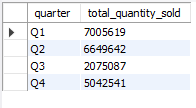 quarter total_quantity_sold
Q1 7005619
Q2 6649642
Q3 2075087
Q4 5042541